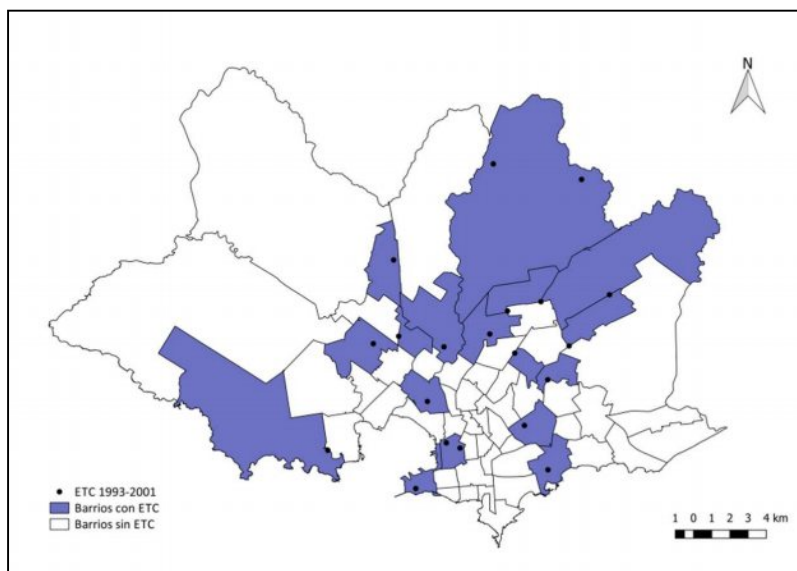 N
ETC 1993-2001
Barrios con ETC
Barrios sin ETC
1 0 1 2 3 4 km